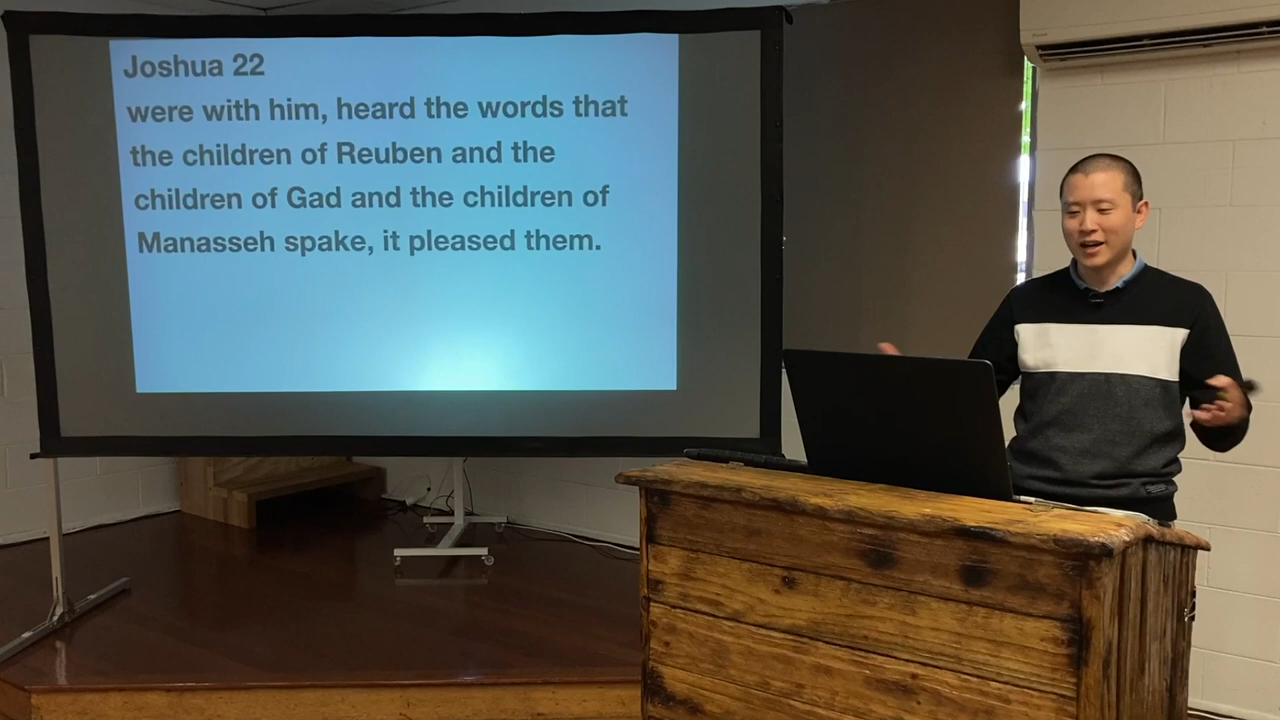 Joshua 22
were with him, heard the words that
the children of Reuben and the
children of Gad and the children of
Manasseh spake, it pleased them.